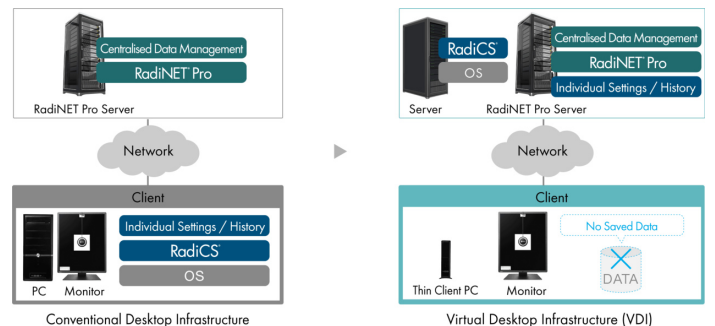 Centralised Data Management
RadiNET Pro
RadiNET Pro Server
Network
Client
Individual Settings / History
RadiCS
OS
PC
Monitor
Conventional Desktop Infrastructure
RadiCS
OS
Server
Centralised Data Management
RadiNET Pro
Individual Settings / History
RadiNET Pro Server
Network
Client
No Saved Data
DATA
Thin Client PC
Monitor
Virtual Desktop Infrastructure (VDI)